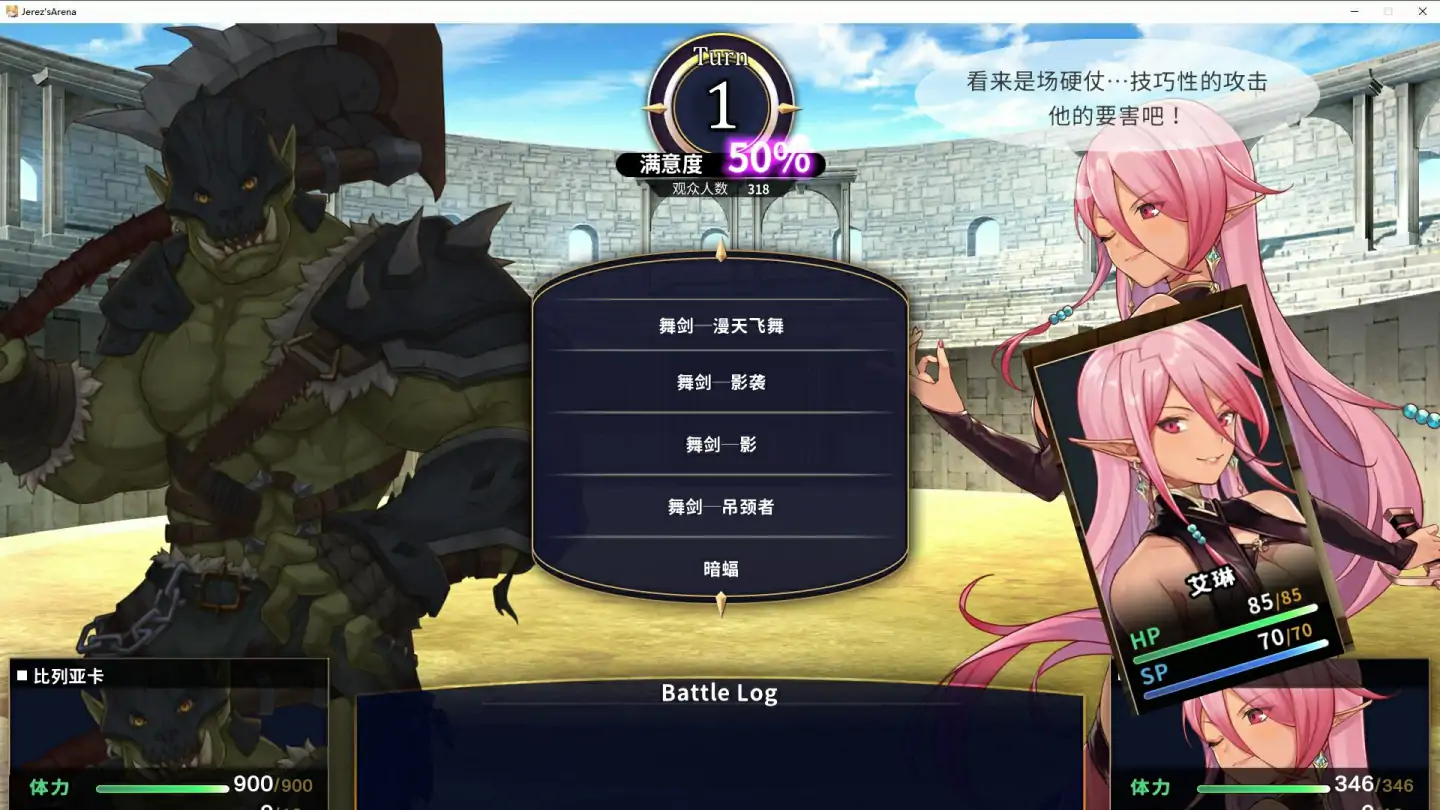 Jerez'sArena
Turn
1
满意度 50%
观众人数 318
看来是场硬仗…技巧性的攻击
他的要害吧！
舞剑─漫天飞舞
舞剑─影袭
舞剑─影
舞剑─吊颈者
暗蝠
艾琳
HP 85/85
SP 70/70
■比列亚卡
体力 900/900
Battle Log
体力 346/346